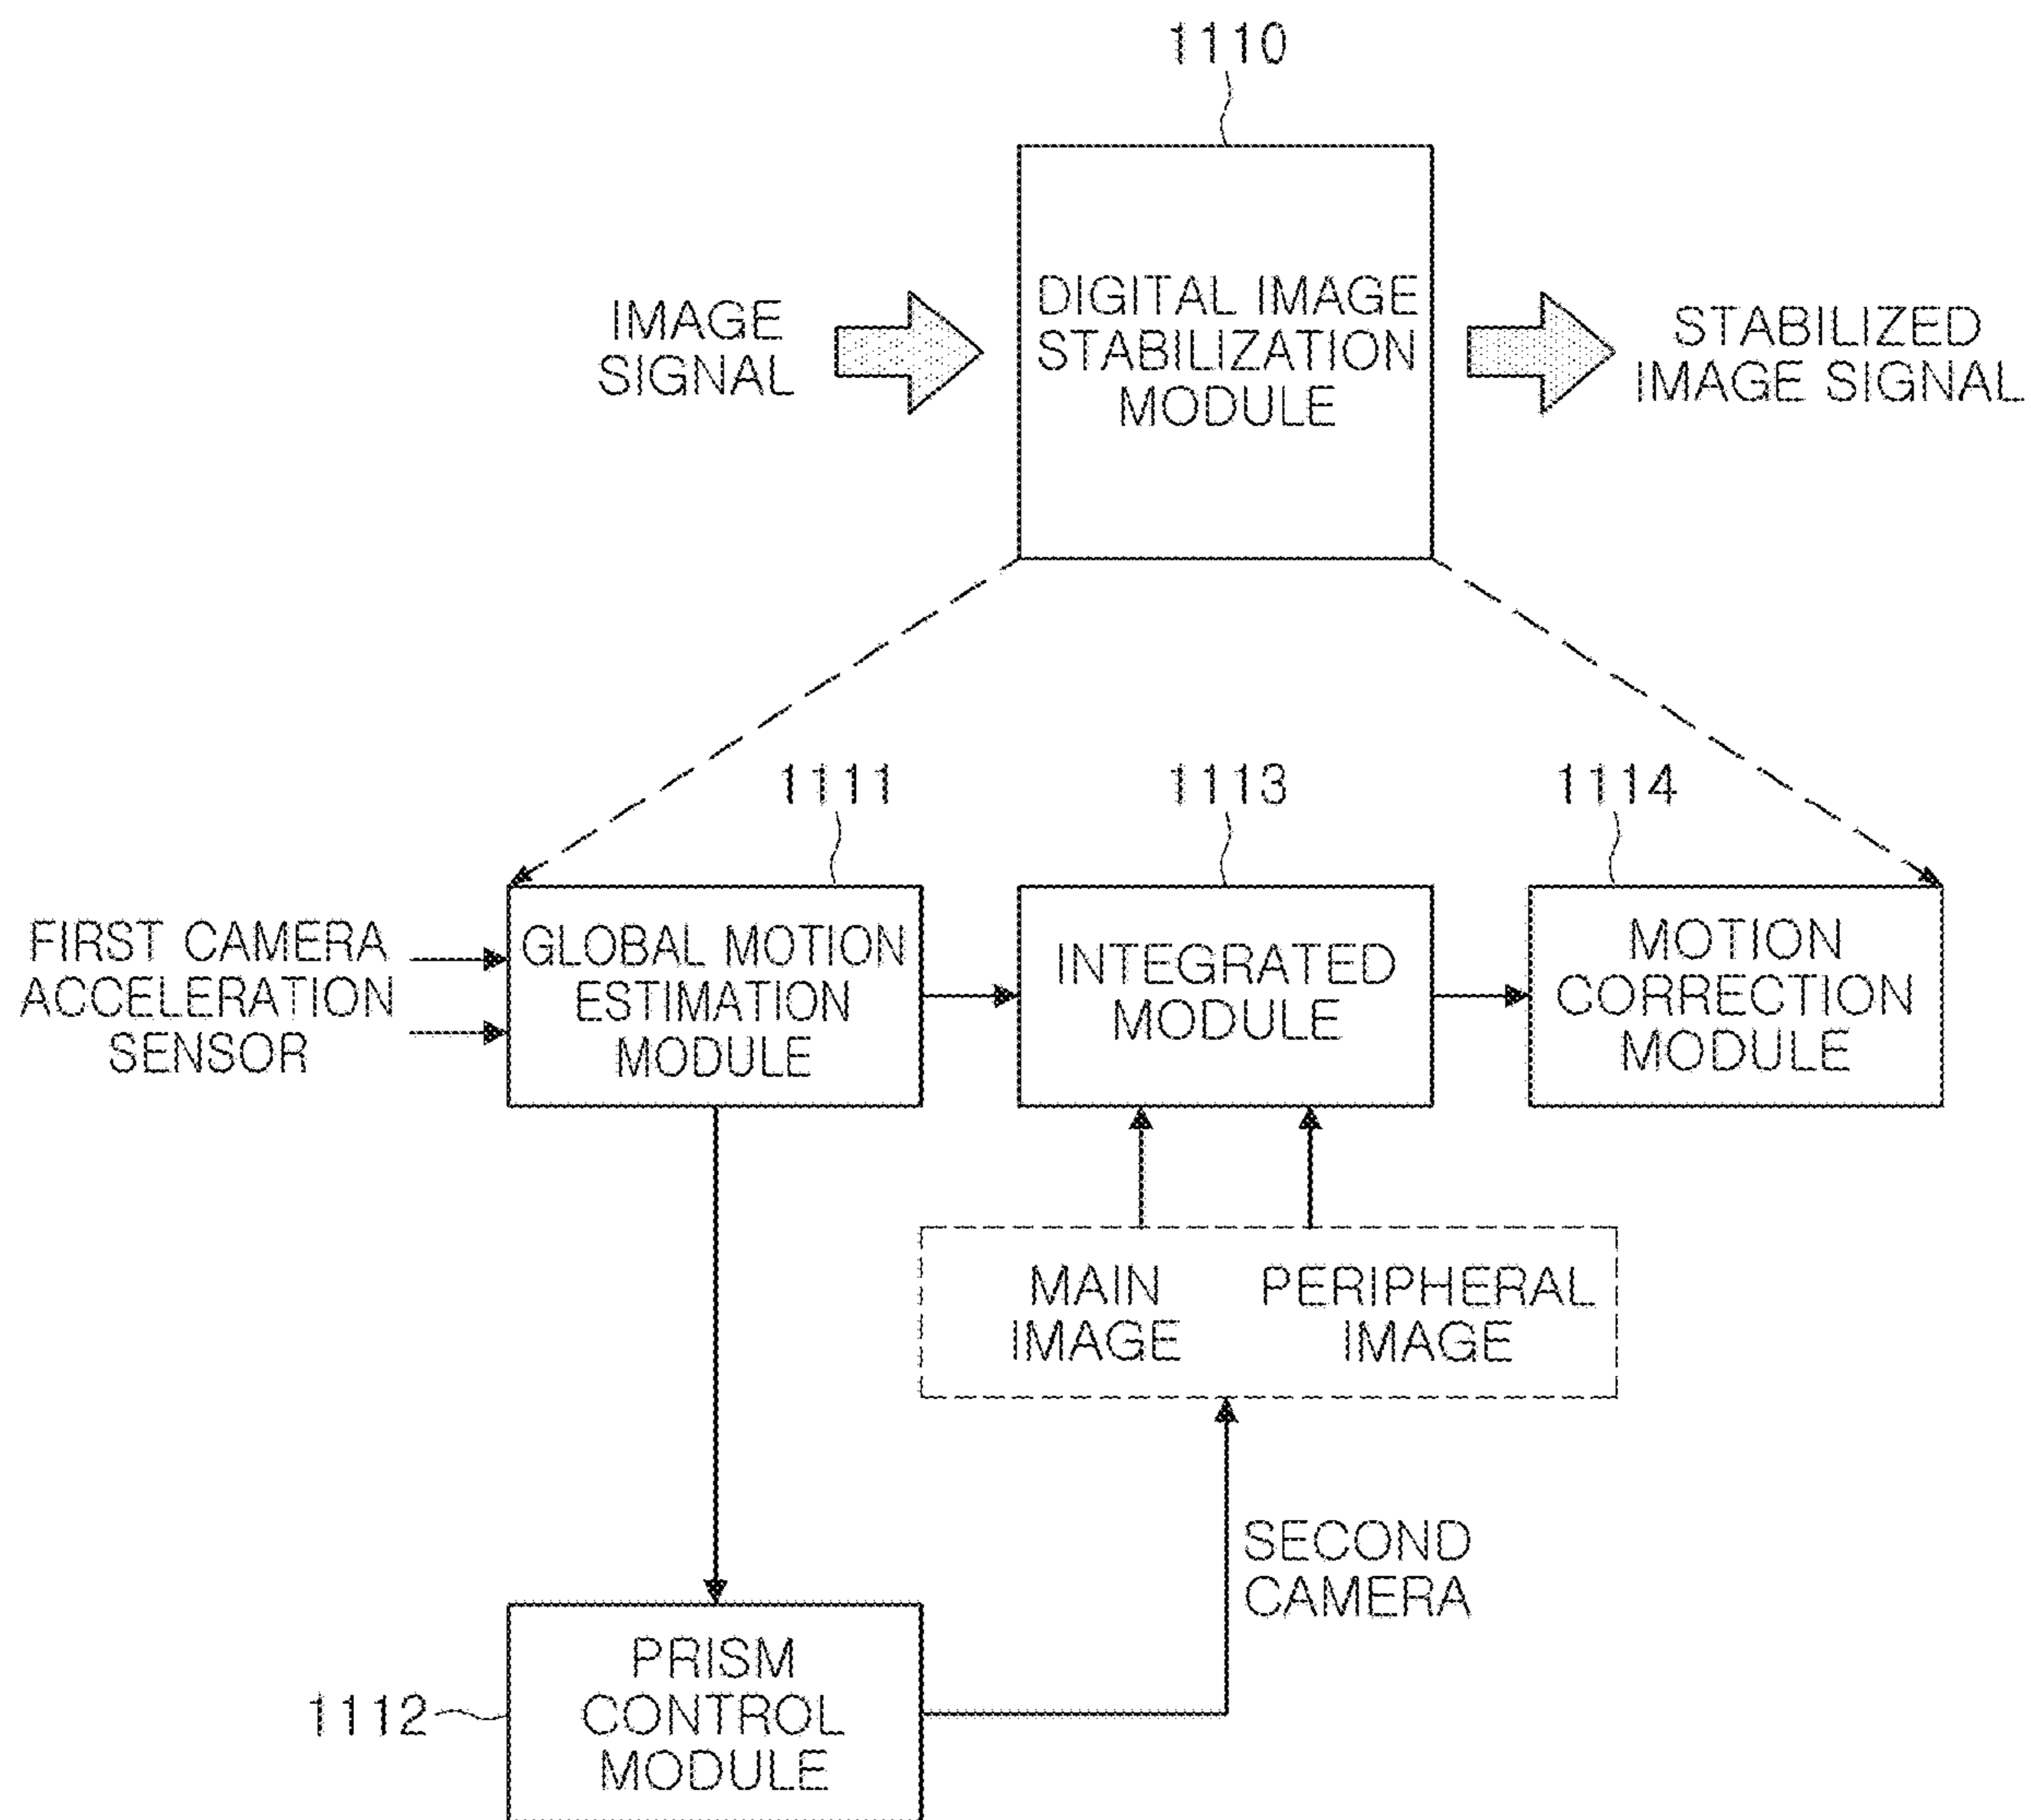 1110
IMAGE
SIGNAL
DIGITAL IMAGE
STABILIZATION
MODULE
STABILIZED
IMAGE SIGNAL
1111
1113
1114
FIRST CAMERA
ACCELERATION
SENSOR
GLOBAL MOTION
ESTIMATION
MODULE
INTEGRATED
MODULE
MOTION
CORRECTION
MODULE
MAIN
IMAGE
PERIPHERAL
IMAGE
SECOND
CAMERA
1112
PRISM
CONTROL
MODULE